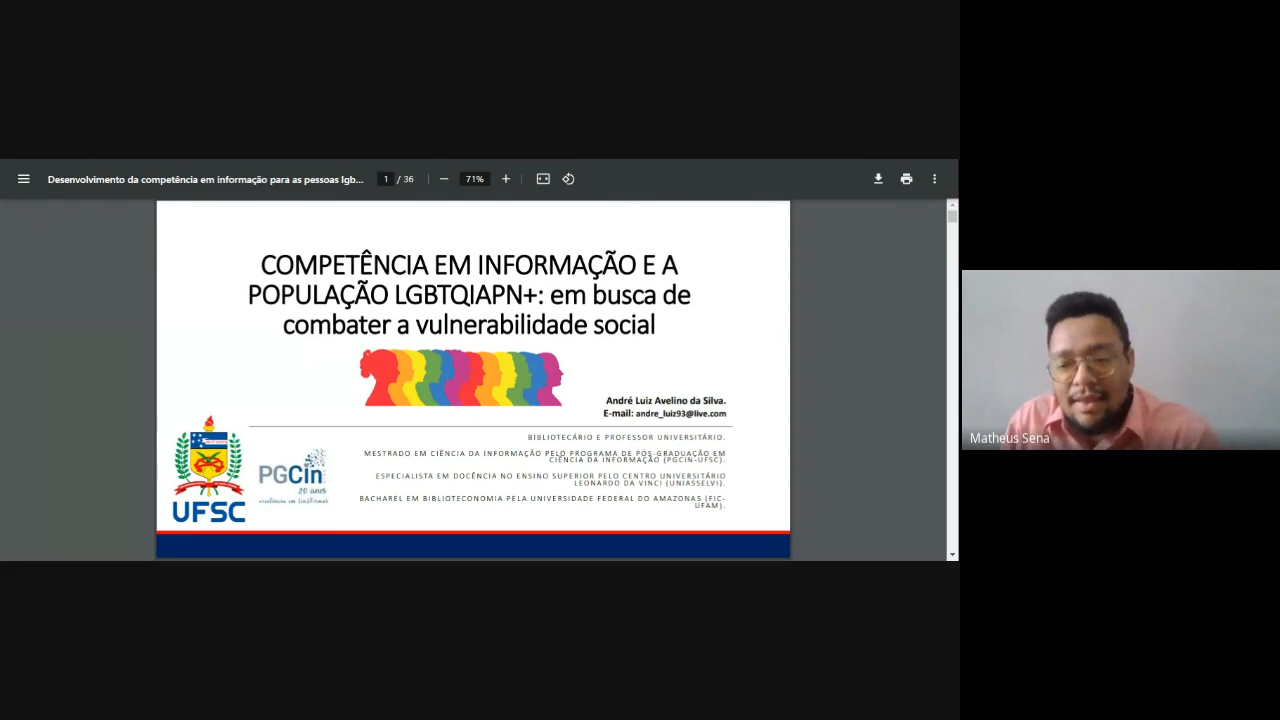 Desenvolvimento da competência em informação para as pessoas lgb...
1 / 36
71%
COMPETÊNCIA EM INFORMAÇÃO E A
POPULAÇÃO LGBTQIAPN+: em busca de
combater a vulnerabilidade social
André Luiz Avelino da Silva.
E-mail: andre_luiz93@live.com
BIBLIOTECÁRIO E PROFESSOR UNIVERSITÁRIO.
MESTRADO EM CIÊNCIA DA INFORMAÇÃO PELO PROGRAMA DE PÓS-GRADUAÇÃO EM
CIÊNCIA DA INFORMAÇÃO (PGCIN-UFSC).
ESPECIALISTA EM DOCÊNCIA NO ENSINO SUPERIOR PELO CENTRO UNIVERSITÁRIO
LEONARDO DA VINCI (UNIASSELVI).
BACHAREL EM BIBLIOTECONOMIA PELA UNIVERSIDADE FEDERAL DO AMAZONAS (FIC-
UFAM).
UFSC
PGCin
20 anos
Matheus Sena